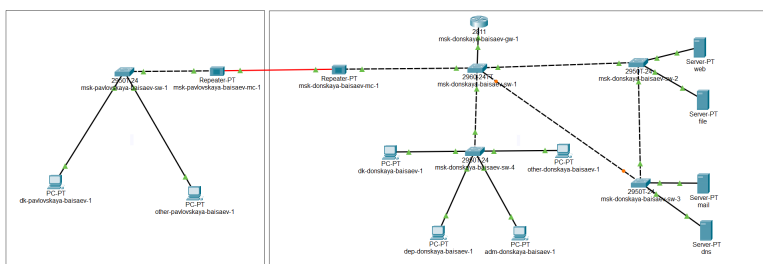 2950T-24
msk-pavlovskaya-baisaev-sw-1
Repeater-PT
msk-pavlovskaya-baisaev-mc-1
PC-PT
dk-pavlovskaya-baisaev-1
PC-PT
other-pavlovskaya-baisaev-1
2811
msk-donskaya-baisaev-gw-1
Repeater-PT
msk-donskaya-baisaev-mc-1
2960-24TT
msk-donskaya-baisaev-sw-1
2950T-24
msk-donskaya-baisaev-sw-2
Server-PT
web
Server-PT
file
PC-PT
dk-donskaya-baisaev-1
2950T-24
msk-donskaya-baisaev-sw-4
PC-PT
other-donskaya-baisaev-1
2950T-24
msk-donskaya-baisaev-sw-3
Server-PT
mail
Server-PT
dns
PC-PT
dep-donskaya-baisaev-1
PC-PT
adm-donskaya-baisaev-1